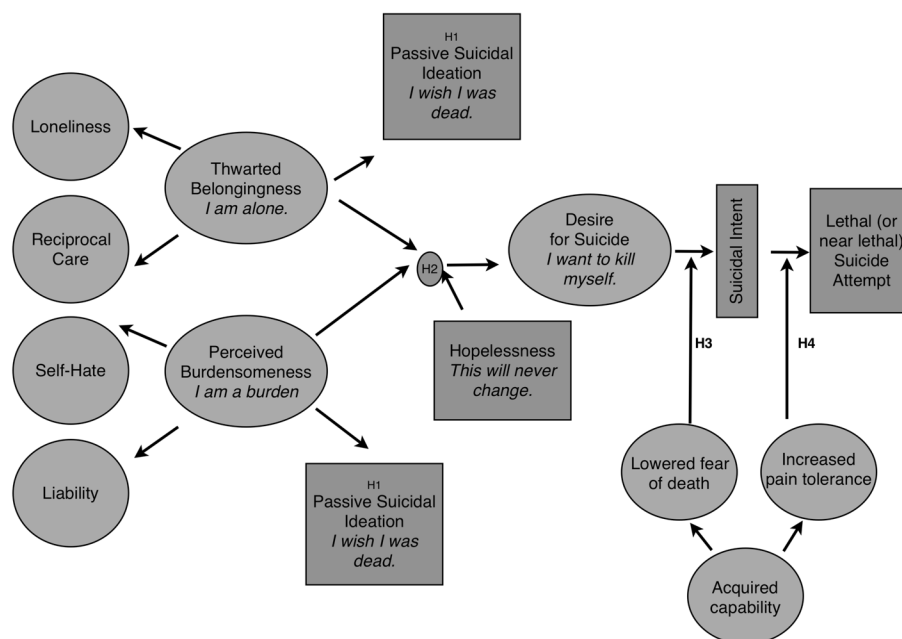 Loneliness
Reciprocal
Care
Self-Hate
Liability
Thwarted
Belongingness
I am alone.
Perceived
Burdensomeness
I am a burden
H1
Passive Suicidal
Ideation
I wish I was
dead.
H1
Passive Suicidal
Ideation
I wish I was
dead.
H2
Hopelessness
This will never
change.
Desire
for Suicide
I want to kill
myself.
Suicidal Intent
Lethal (or
near lethal)
Suicide
Attempt
H3
H4
Lowered fear
of death
Increased
pain tolerance
Acquired
capability